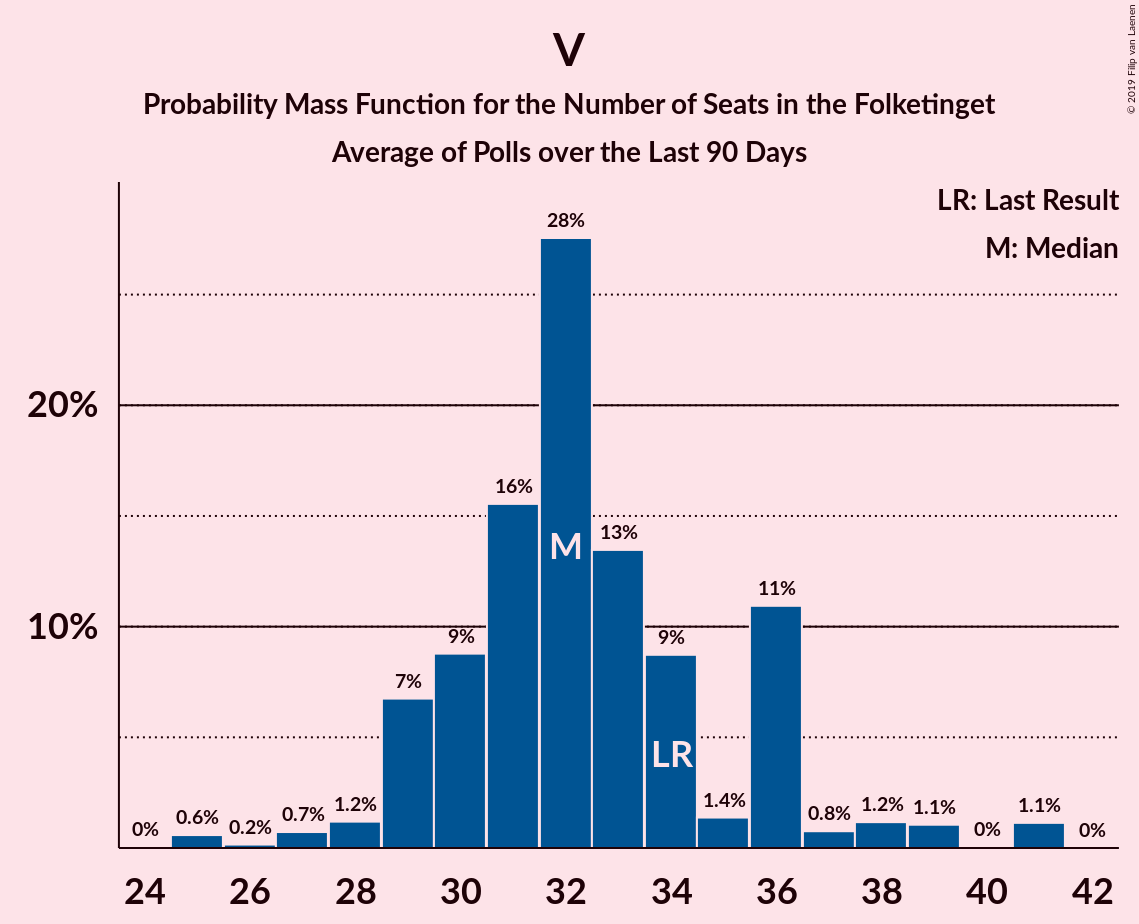 V
Probability Mass Function for the Number of Seats in the Folketinget
Average of Polls over the Last 90 Days
© 2019 Filip van Laenen
LR: Last Result
M: Median
20%
10%
0%
0.6%
0.2%
0.7%
1.2%
7%
9%
16%
28%
13%
9%
1.4%
11%
0.8%
1.2%
1.1%
0%
1.1%
0%
M
LR
24 26 28 30 32 34 36 38 40 42